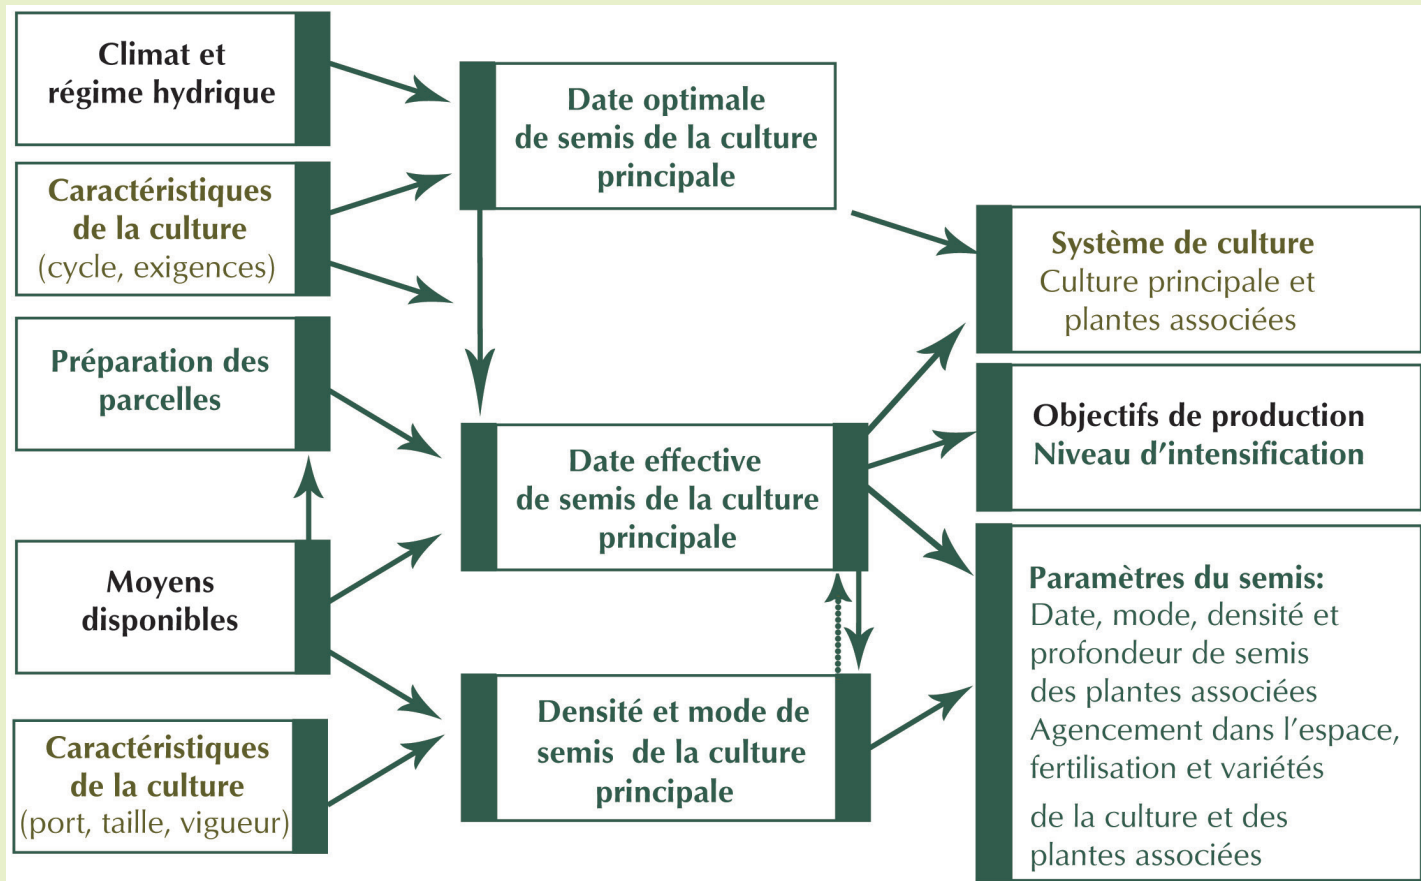 Climat et
régime hydrique
Caractéristiques
de la culture
(cycle, exigences)
Préparation des
parcelles
Moyens
disponibles
Caractéristiques
de la culture
(port, taille, vigueur)
Date optimale
de semis de la culture
principale
Date effective
de semis de la culture
principale
Densité et mode de
semis de la culture
principale
Système de culture
Culture principale et
plantes associées
Objectifs de production
Niveau d’intensification
Paramètres du semis:
Date, mode, densité et
profondeur de semis
des plantes associées
Agencement dans l’espace,
fertilisation et variétés
de la culture et des
plantes associées